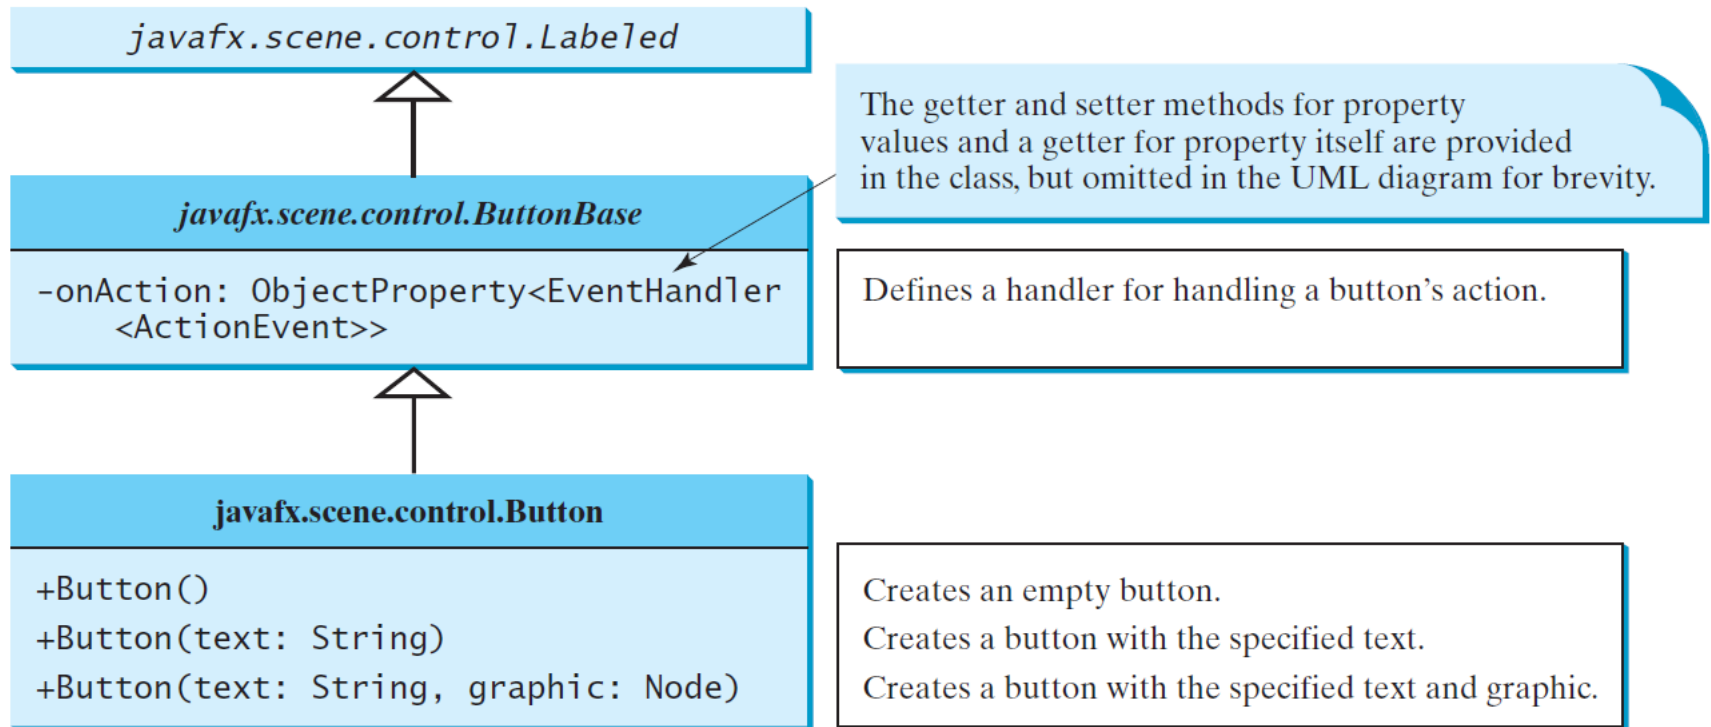 javafx.scene.control.Labeled
The getter and setter methods for property
values and a getter for property itself are provided
in the class, but omitted in the UML diagram for brevity.
javafx.scene.control.ButtonBase
-onAction: ObjectProperty<EventHandler
<ActionEvent>>
Defines a handler for handling a button’s action.
javafx.scene.control.Button
+Button()
+Button(text: String)
+Button(text: String, graphic: Node)
Creates an empty button.
Creates a button with the specified text.
Creates a button with the specified text and graphic.